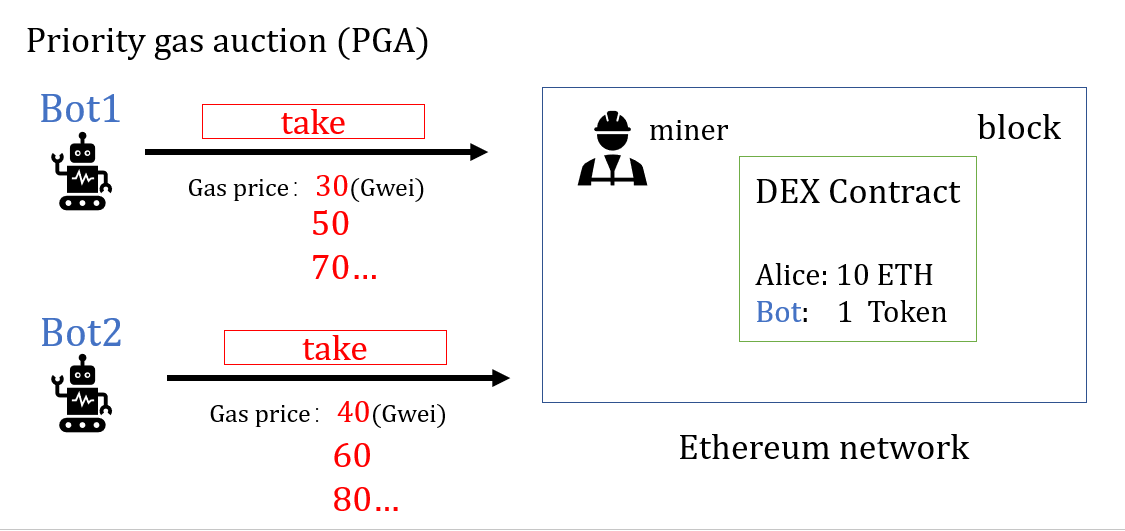 Priority gas auction (PGA)
Bot1
take
Gas price: 30(Gwei)
50
70...
Bot2
take
Gas price: 40(Gwei)
60
80...
miner
block
DEX Contract
Alice: 10 ETH
Bot: 1 Token
Ethereum network